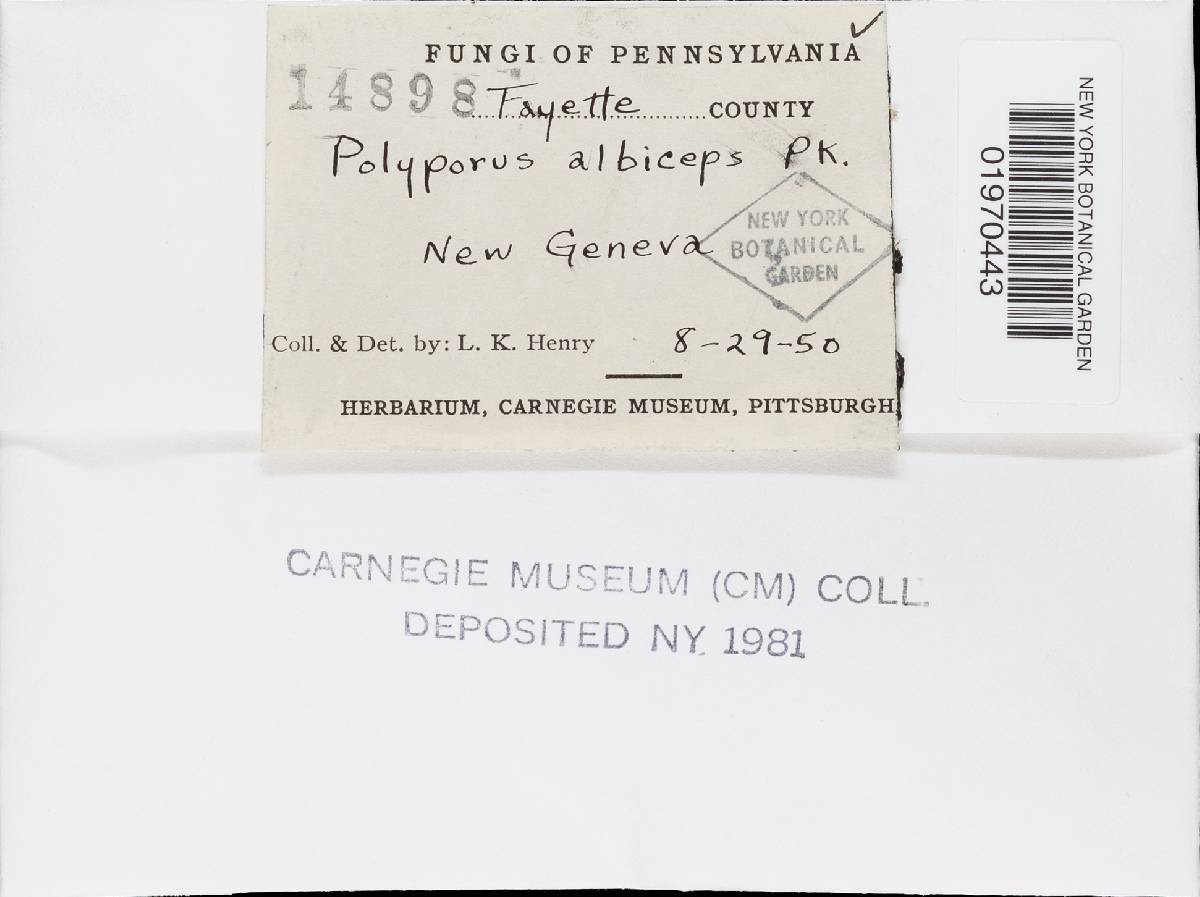 FUNGI OF PENNSYLVANIA
14898 Fayette COUNTY
Polyporus albiceps Pk.
New Geneva
NEW YORK
BOTANICAL
GARDEN
Coll. & Det. by: L. K. Henry 8-29-50
HERBARIUM, CARNEGIE MUSEUM, PITTSBURGH
NEW YORK BOTANICAL GARDEN
01970443
CARNEGIE MUSEUM (CM) COLL.
DEPOSITED NY. 1981